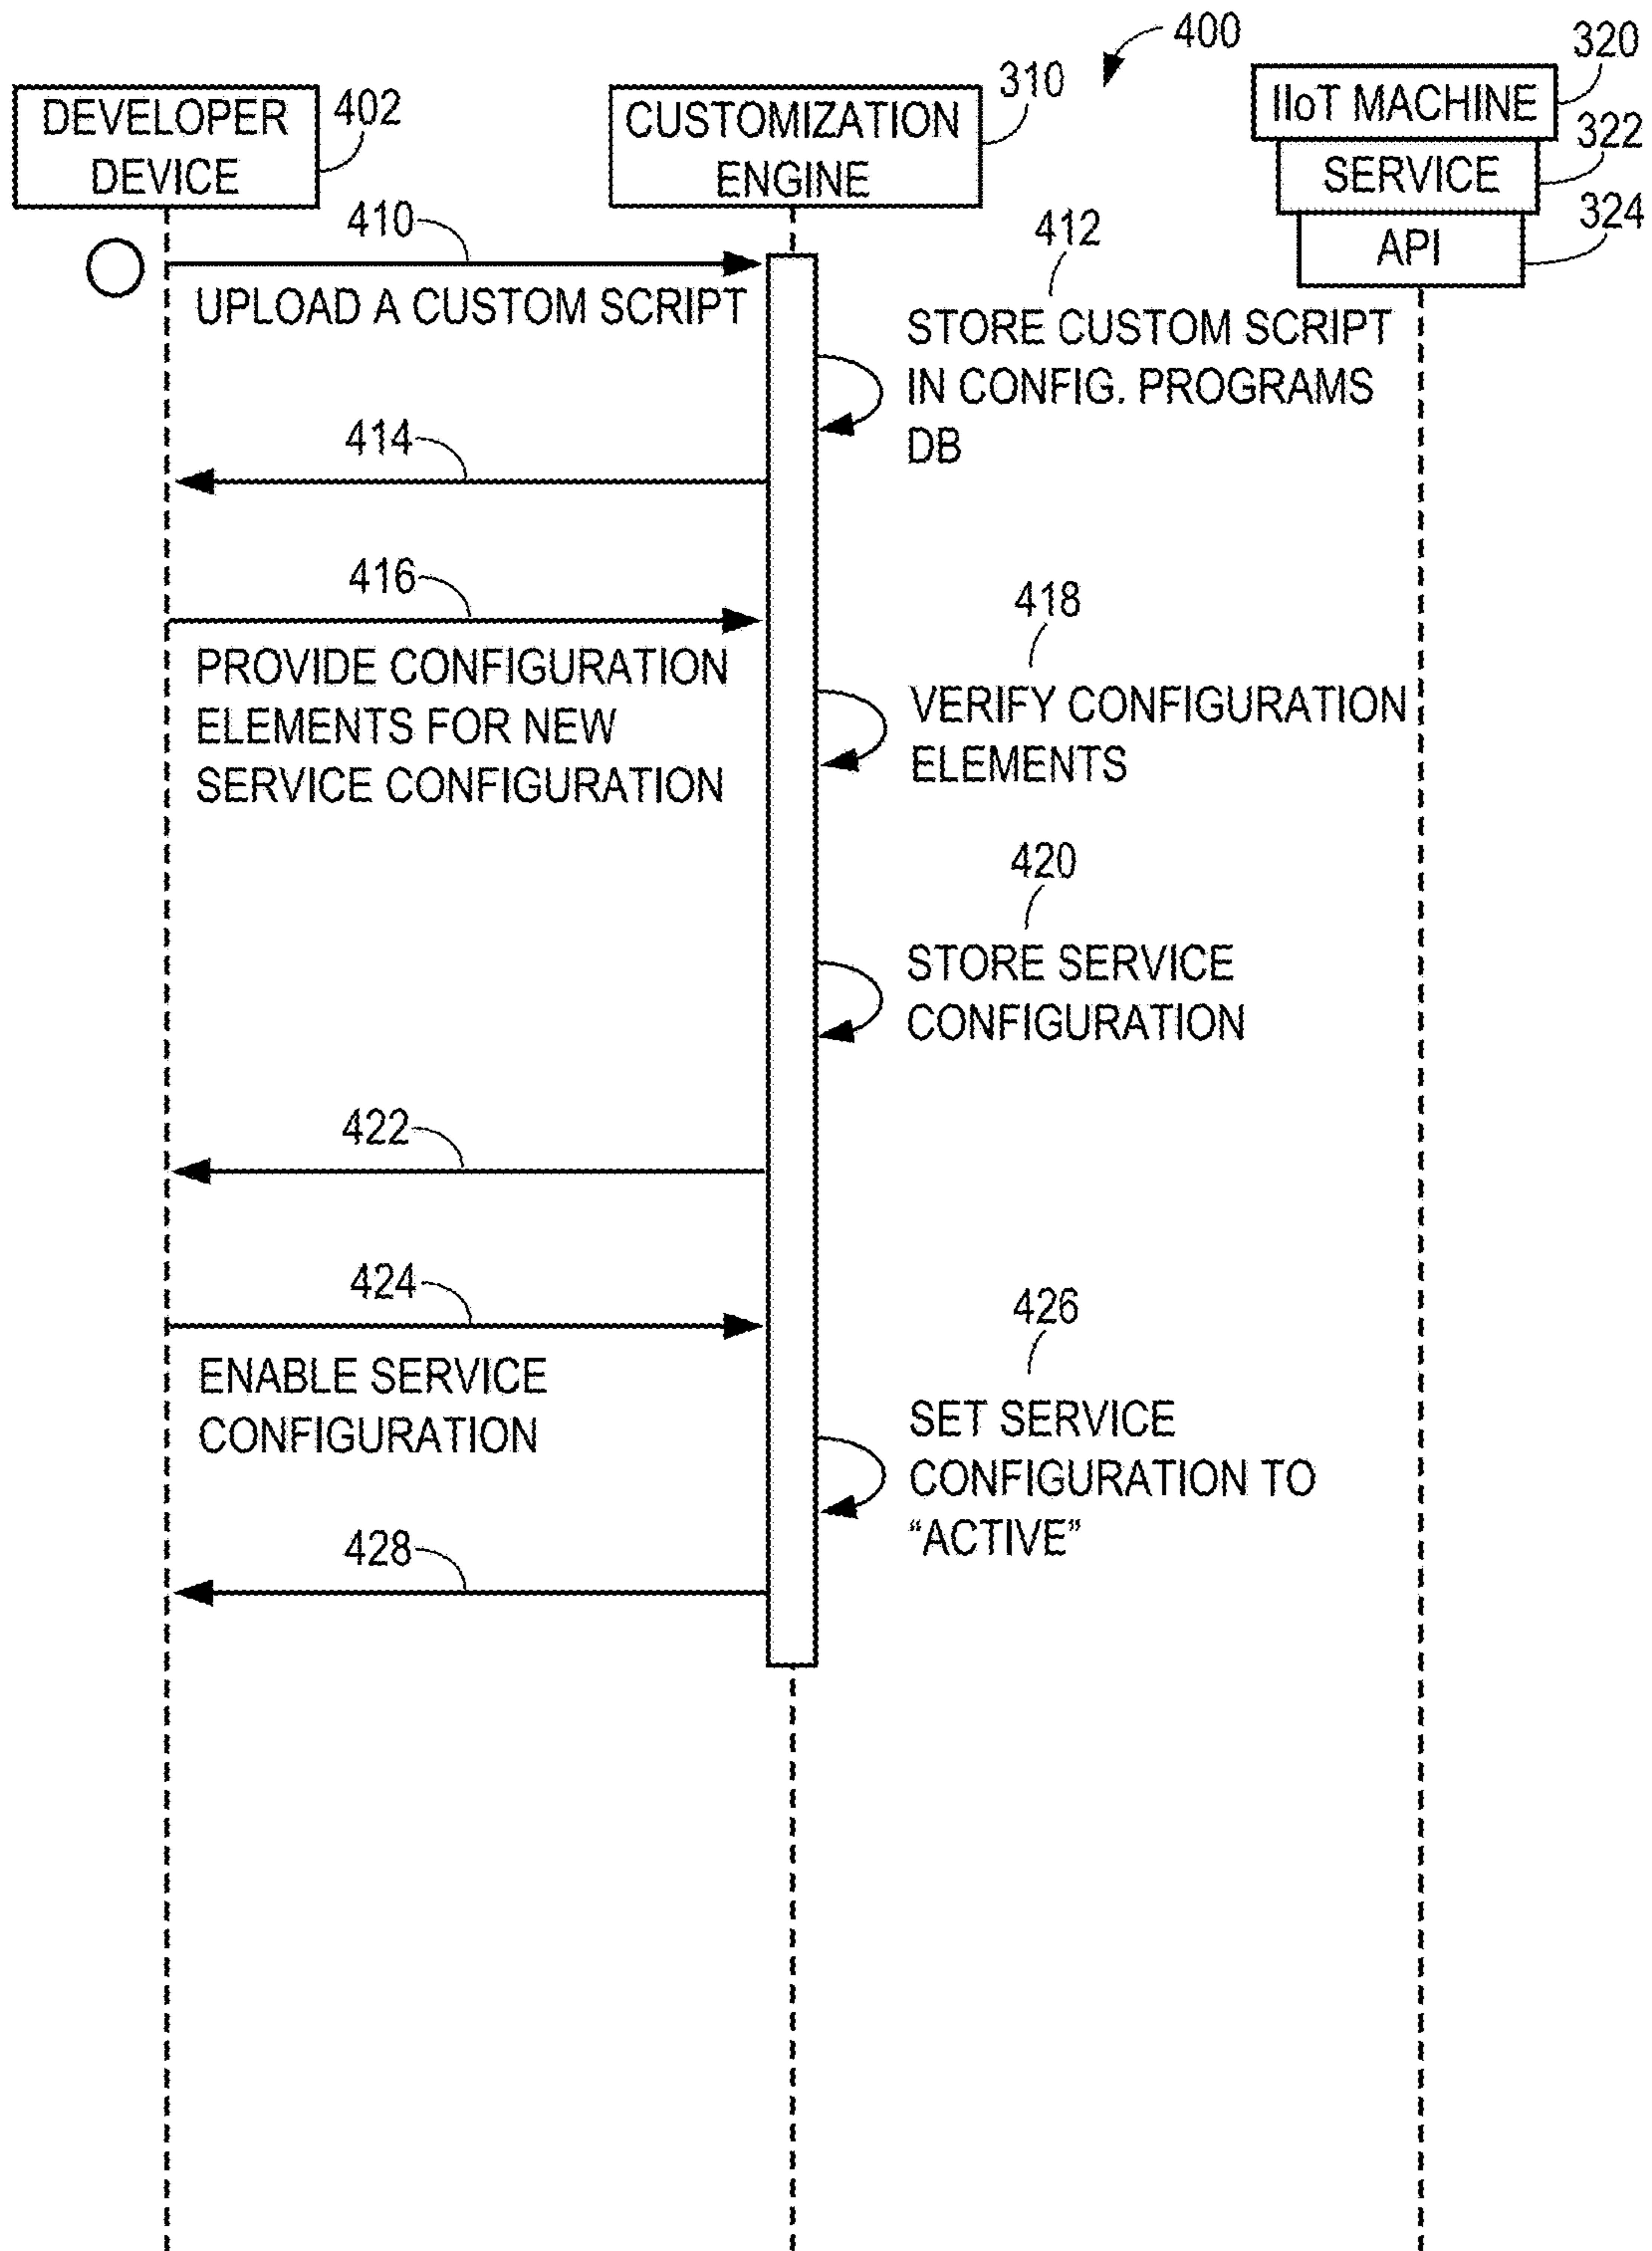 400
320
DEVELOPER
DEVICE
402
CUSTOMIZATION
ENGINE
310
IIoT MACHINE
322
SERVICE
324
API
410
UPLOAD A CUSTOM SCRIPT
412
STORE CUSTOM SCRIPT
IN CONFIG. PROGRAMS
DB
414
416
PROVIDE CONFIGURATION
ELEMENTS FOR NEW
SERVICE CONFIGURATION
418
VERIFY CONFIGURATION
ELEMENTS
420
STORE SERVICE
CONFIGURATION
422
424
ENABLE SERVICE
CONFIGURATION
426
SET SERVICE
CONFIGURATION TO
“ACTIVE”
428